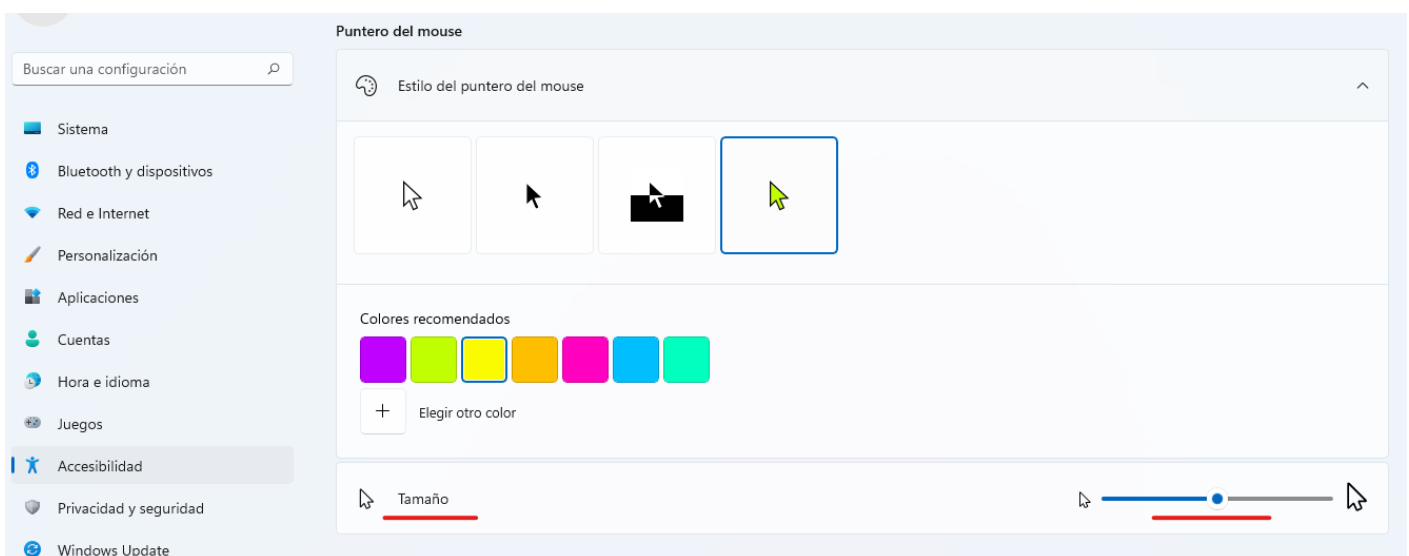 Buscar una configuración
Sistema
Bluetooth y dispositivos
Red e Internet
Personalización
Aplicaciones
Cuentas
Hora e idioma
Juegos
Accesibilidad
Privacidad y seguridad
Windows Update
Puntero del mouse
Estilo del puntero del mouse
Colores recomendados
Elegir otro color
Tamaño